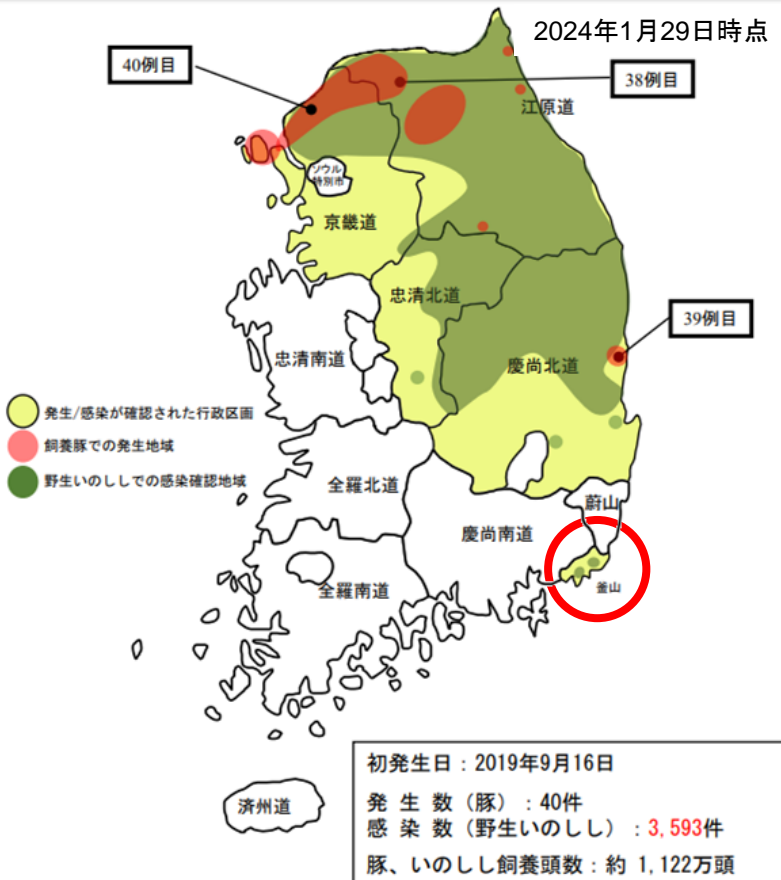 2024年1月29日時点
40例目
38例目
江原道
ソウル
特別市
京畿道
忠清北道
39例目
忠清南道
慶尚北道
発生/感染が確認された行政区画
飼養豚での発生地域
野生いのししでの感染確認地域
全羅北道
蔚山
慶尚南道
全羅南道
釜山
済州道
初発生日：2019年9月16日
発 生 数（豚）：40件
感 染 数（野生いのしし）：3,593件
豚、いのしし飼養頭数：約 1,122万頭